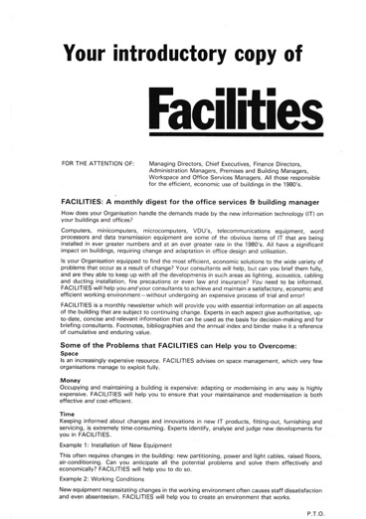 Your introductory copy of
Facilities
FOR THE ATTENTION OF:
Managing Directors, Chief Executives, Finance Directors,
Administration Managers, Premises and Building Managers,
Workspace and Office Services Managers. All those responsible
for the efficient, economic use of buildings in the 1980's.
FACILITIES: A monthly digest for the office services & building manager
How does your Organisation handle the demands made by the new information technology (IT) on
your buildings and offices?
Computers, minicomputers, microcomputers, VDU's, telecommunications equipment, word
processors and data transmission equipment are some of the obvious items of IT that are being
installed in ever greater numbers and at an ever greater rate in the 1980's. All have a significant
impact on buildings, requiring change and adaptation in office design and utilisation.
Is your Organisation equipped to find the most efficient, economic solutions to the wide variety of
problems that occur as a result of change? Your consultants will help, but can you brief them fully,
and are they able to keep up with all the developments in such areas as lighting, acoustics, cabling
and ducting installation, fire precautions or even law and insurance? You need to be informed.
FACILITIES will help you and your consultants to achieve and maintain a satisfactory, economic and
efficient working environment – without undergoing an expensive process of trial and error!
FACILITIES is a monthly newsletter which will provide you with essential information on all aspects
of the building that are subject to continuing change. Experts in each aspect give authoritative, up-
to-date, concise and relevant information that can be used as the basis for decision-making and for
briefing consultants. Footnotes, bibliographies and the annual index and binder make it a reference
of cumulative and enduring value.
Some of the Problems that FACILITIES can Help you to Overcome:
Space
Is an increasingly expensive resource. FACILITIES advises on space management, which very few
organisations manage to exploit fully.
Money
Occupying and maintaining a building is expensive: adapting or modernising in any way is highly
expensive. FACILITIES will help you to ensure that your maintenance and modernisation is both
effective and cost-efficient.
Time
Keeping informed about changes and innovations in new IT products, fitting-out, furnishing and
servicing, is extremely time-consuming. Experts identify, analyse and judge new developments for
you in FACILITIES.
Example 1: Installation of New Equipment
This often requires changes in the building: new partitioning, power and light cables, raised floors,
air-conditioning. Can you anticipate all the potential problems and solve them effectively and
economically? FACILITIES will help you to do so.
Example 2: Working Conditions
New equipment necessitating changes in the working environment often causes staff dissatisfaction
and even absenteeism. FACILITIES will help you to create an environment that works.
P.T.O.